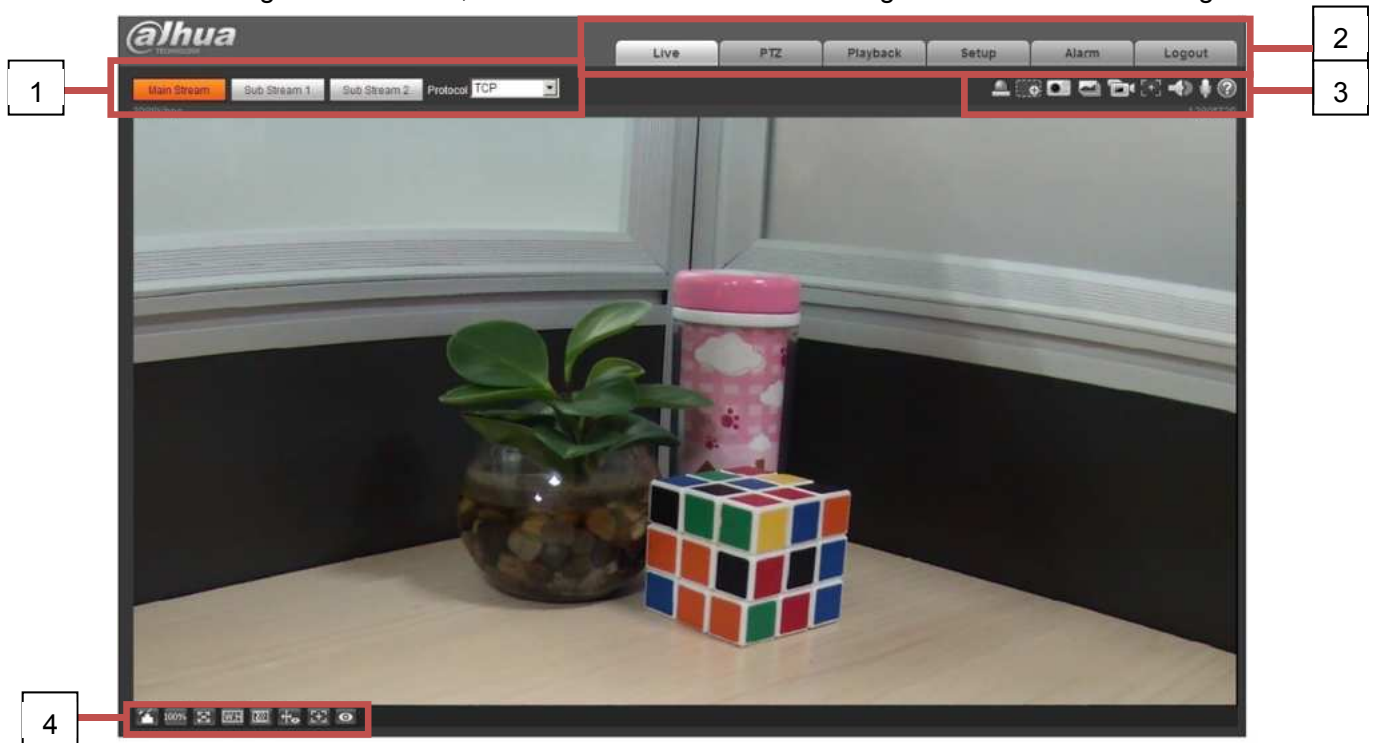 alhua
TECHNOLOGY
Live PTZ Playback Setup Alarm Logout
2
1
Main Stream Sub Stream 1 Sub Stream 2 Protocol TCP
3
100% W:H
4